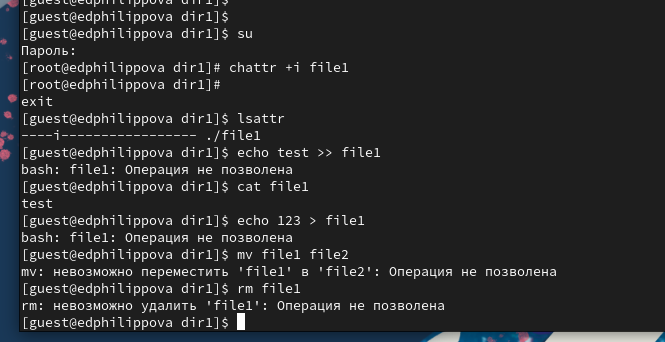 [guest@edphilippova dir1]$
[guest@edphilippova dir1]$
[guest@edphilippova dir1]$ su
Пароль:
[root@edphilippova dir1]# chattr +i file1
[root@edphilippova dir1]#
exit
[guest@edphilippova dir1]$ lsattr
----i----------------- ./file1
[guest@edphilippova dir1]$ echo test >> file1
bash: file1: Операция не позволена
[guest@edphilippova dir1]$ cat file1
test
[guest@edphilippova dir1]$ echo 123 > file1
bash: file1: Операция не позволена
[guest@edphilippova dir1]$ mv file1 file2
mv: невозможно переместить 'file1' в 'file2': Операция не позволена
[guest@edphilippova dir1]$ rm file1
rm: невозможно удалить 'file1': Операция не позволена
[guest@edphilippova dir1]$